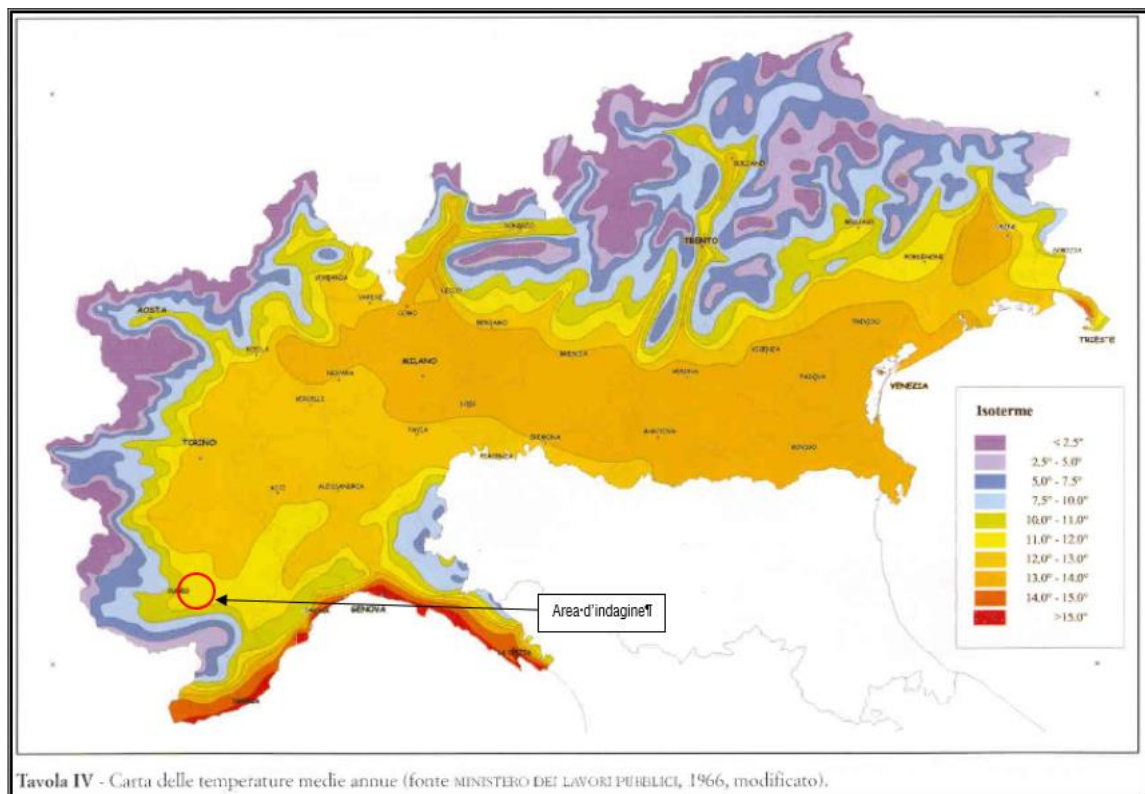 BOLZANO
SONDRIO
BELLUNO
TRENTO
UDINE
PORDENONE
GORIZIA
VERBANIA
AOSTA
VARESE
LECCO
COMO
BERGAMO
TREVISO
TRIESTE
BIELLA
BRESCIA
VICENZA
MILANO
NOVARA
VERONA
PADOVA
VENEZIA
VERCELLI
LODI
Isoterme
PAVIA
CREMONA
MANTOVA
TORINO
ROVIGO
PIACENZA
< 2.5°
2.5° - 5.0°
5.0° - 7.5°
ASTI
ALESSANDRIA
7.5° - 10.0°
10.0° - 11.0°
11.0° - 12.0°
12.0° - 13.0°
13.0° - 14.0°
14.0° - 15.0°
>15.0°
CUNEO
GENOVA
Area·d'indagine¶
LA SPEZIA
Tavola IV - Carta delle temperature medie annue (fonte MINISTERO DEI LAVORI PUBBLICI, 1966, modificato).